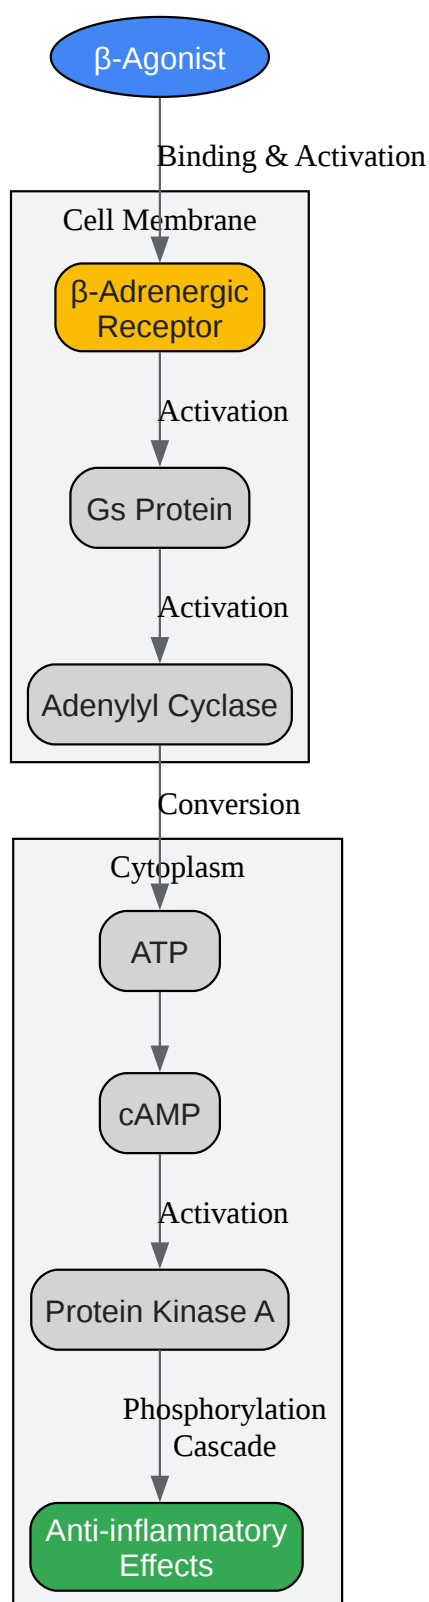 β-Agonist
Binding & Activation
Cell Membrane
β-Adrenergic
Receptor
Activation
Gs Protein
Activation
Adenylyl Cyclase
Conversion
Cytoplasm
ATP
cAMP
Activation
Protein Kinase A
Phosphorylation
Cascade
Anti-inflammatory
Effects